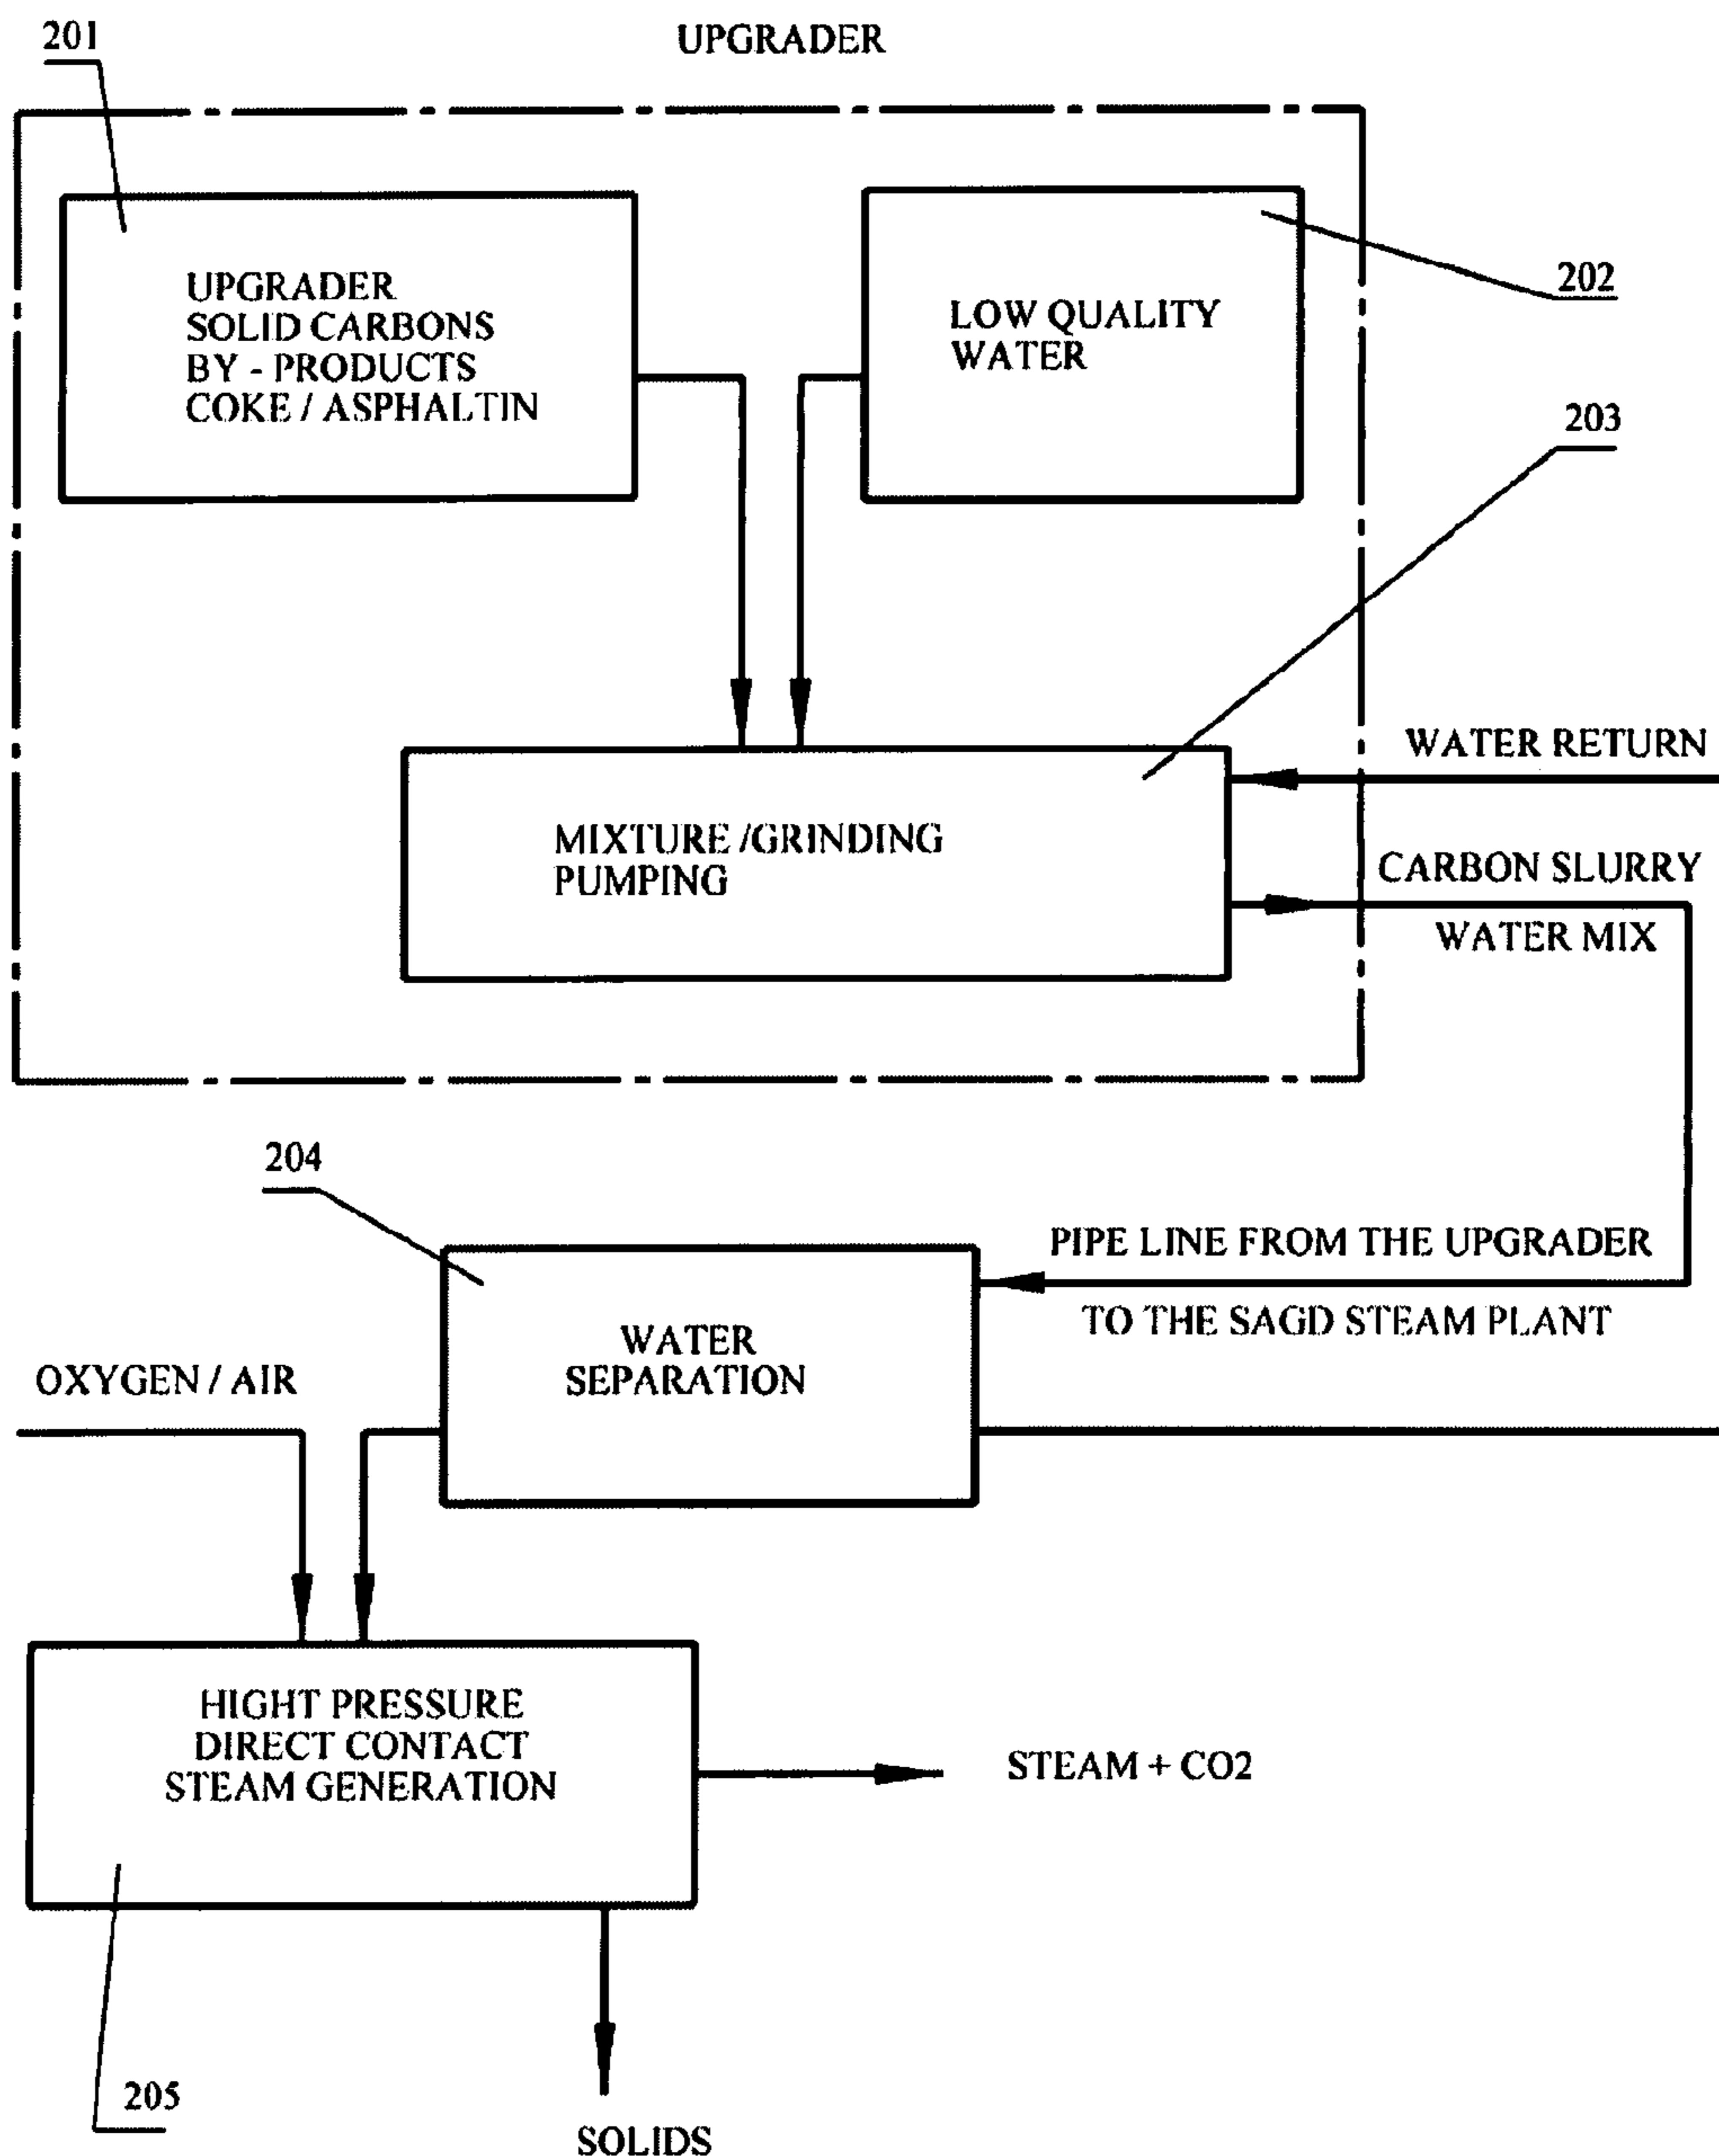 201
UPGRADER
UPGRADER
SOLID CARBONS
BY - PRODUCTS
COKE / ASPHALTIN
LOW QUALITY
WATER
202
203
MIXTURE /GRINDING
PUMPING
WATER RETURN
CARBON SLURRY
WATER MIX
204
PIPE LINE FROM THE UPGRADER
TO THE SAGD STEAM PLANT
WATER
SEPARATION
OXYGEN / AIR
HIGHT PRESSURE
DIRECT CONTACT
STEAM GENERATION
STEAM + CO2
205
SOLIDS